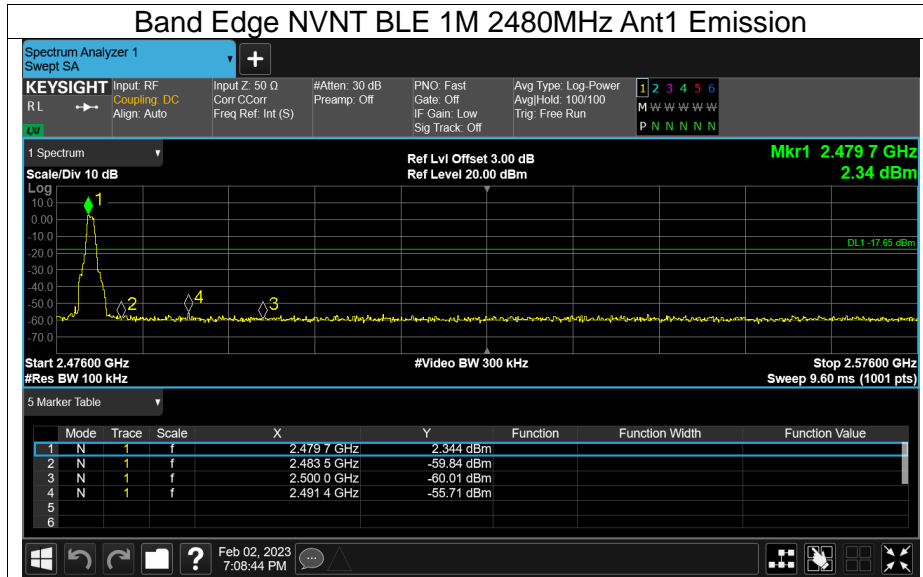 Band Edge NVNT BLE 1M 2480MHz Ant1 Emission
Spectrum Analyzer 1
Swept SA
+
KEYSIGHT
R L
LXI
Input: RF
Coupling: DC
Align: Auto
Input Z: 50 Ω
Corr CCorr
Freq Ref: Int (S)
#Atten: 30 dB
Preamp: Off
PNO: Fast
Gate: Off
IF Gain: Low
Sig Track: Off
Avg Type: Log-Power
Avg|Hold: 100/100
Trig: Free Run
1 2 3 4 5 6
M W W W W W
P N N N N N
1 Spectrum
Scale/Div 10 dB
Ref Lvl Offset 3.00 dB
Ref Level 20.00 dBm
Mkr1 2.479 7 GHz
2.34 dBm
Log
10.0
0.00
-10.0
-20.0
-30.0
-40.0
-50.0
-60.0
-70.0
1
2
4
3
DL1 -17.65 dBm
Start 2.47600 GHz
#Res BW 100 kHz
#Video BW 300 kHz
Stop 2.57600 GHz
Sweep 9.60 ms (1001 pts)
5 Marker Table
Mode Trace Scale X Y Function Function Width Function Value
1 N 1 f 2.479 7 GHz 2.344 dBm
2 N 1 f 2.483 5 GHz -59.84 dBm
3 N 1 f 2.500 0 GHz -60.01 dBm
4 N 1 f 2.491 4 GHz -55.71 dBm
5
6
?
Feb 02, 2023
7:08:44 PM